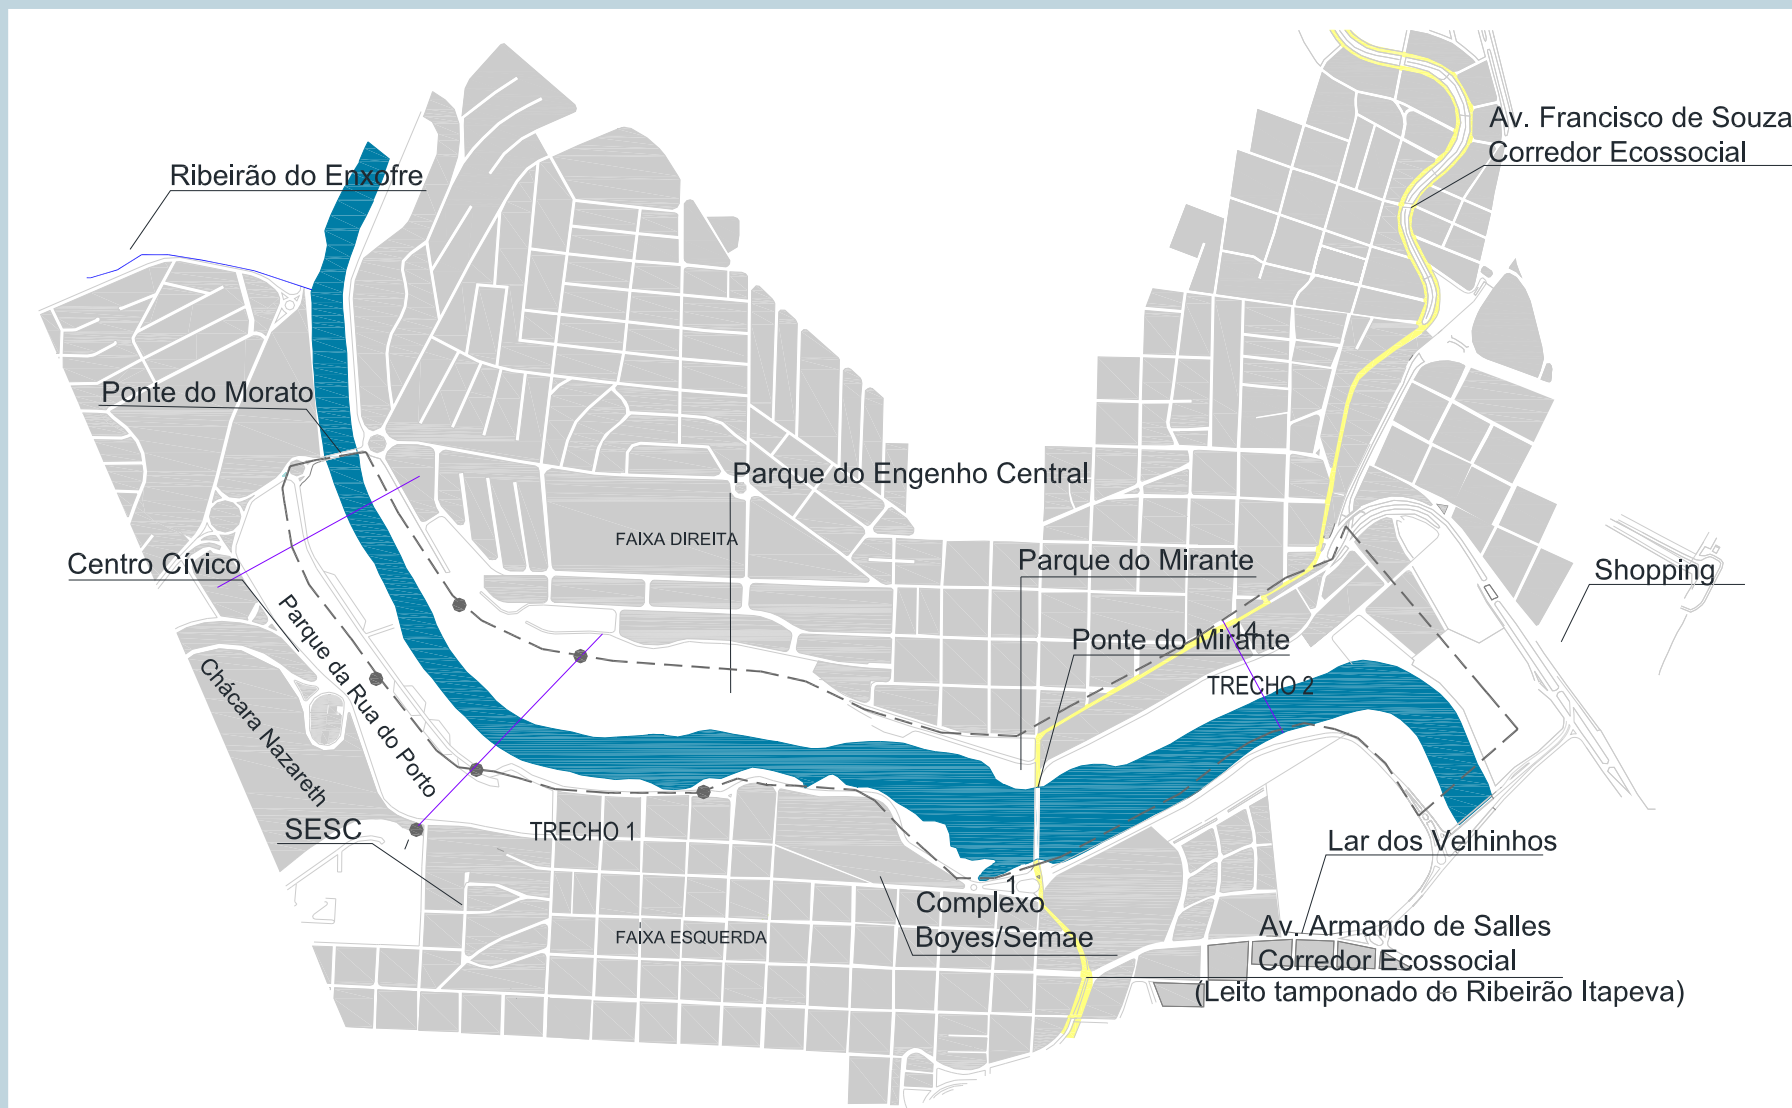 Av. Francisco de Souza
Corredor Ecossocial
Ribeirão do Enxofre
Ponte do Morato
Parque do Engenho Central
FAIXA DIREITA
Centro Cívico
Parque do Mirante
Shopping
Parque da Rua do Porto
14
Ponte do Mirante
Chácara Nazareth
TRECHO 2
SESC
TRECHO 1
Lar dos Velhinhos
1
Complexo
Boyes/Semae
FAIXA ESQUERDA
Av. Armando de Salles
Corredor Ecossocial
(Leito tamponado do Ribeirão Itapeva)